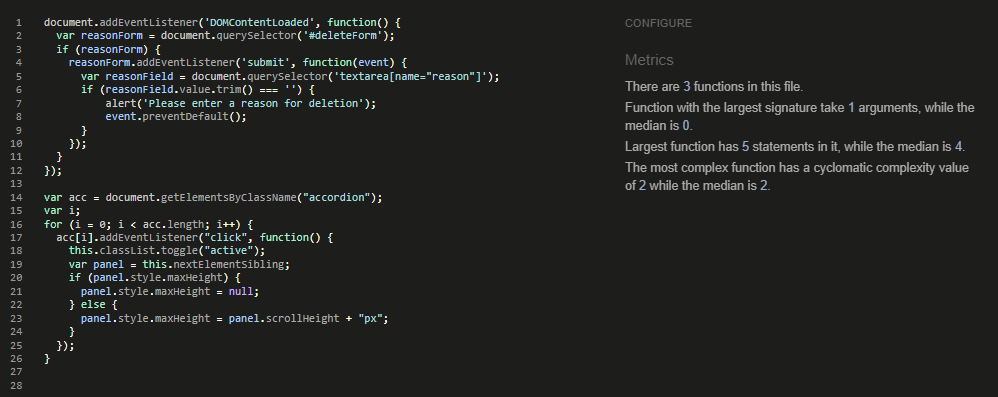 1 document.addEventListener('DOMContentLoaded', function() {
2 var reasonForm = document.querySelector('#deleteForm');
3 if (reasonForm) {
4 reasonForm.addEventListener('submit', function(event) {
5 var reasonField = document.querySelector('textarea[name="reason"]');
6 if (reasonField.value.trim() === '') {
7 alert('Please enter a reason for deletion');
8 event.preventDefault();
9 }
10 });
11 }
12 });
13
14 var acc = document.getElementsByClassName("accordion");
15 var i;
16 for (i = 0; i < acc.length; i++) {
17 acc[i].addEventListener("click", function() {
18 this.classList.toggle("active");
19 var panel = this.nextElementSibling;
20 if (panel.style.maxHeight) {
21 panel.style.maxHeight = null;
22 } else {
23 panel.style.maxHeight = panel.scrollHeight + "px";
24 }
25 });
26 }
27
28
CONFIGURE
Metrics
There are 3 functions in this file.
Function with the largest signature take 1 arguments, while the
median is 0.
Largest function has 5 statements in it, while the median is 4.
The most complex function has a cyclomatic complexity value
of 2 while the median is 2.